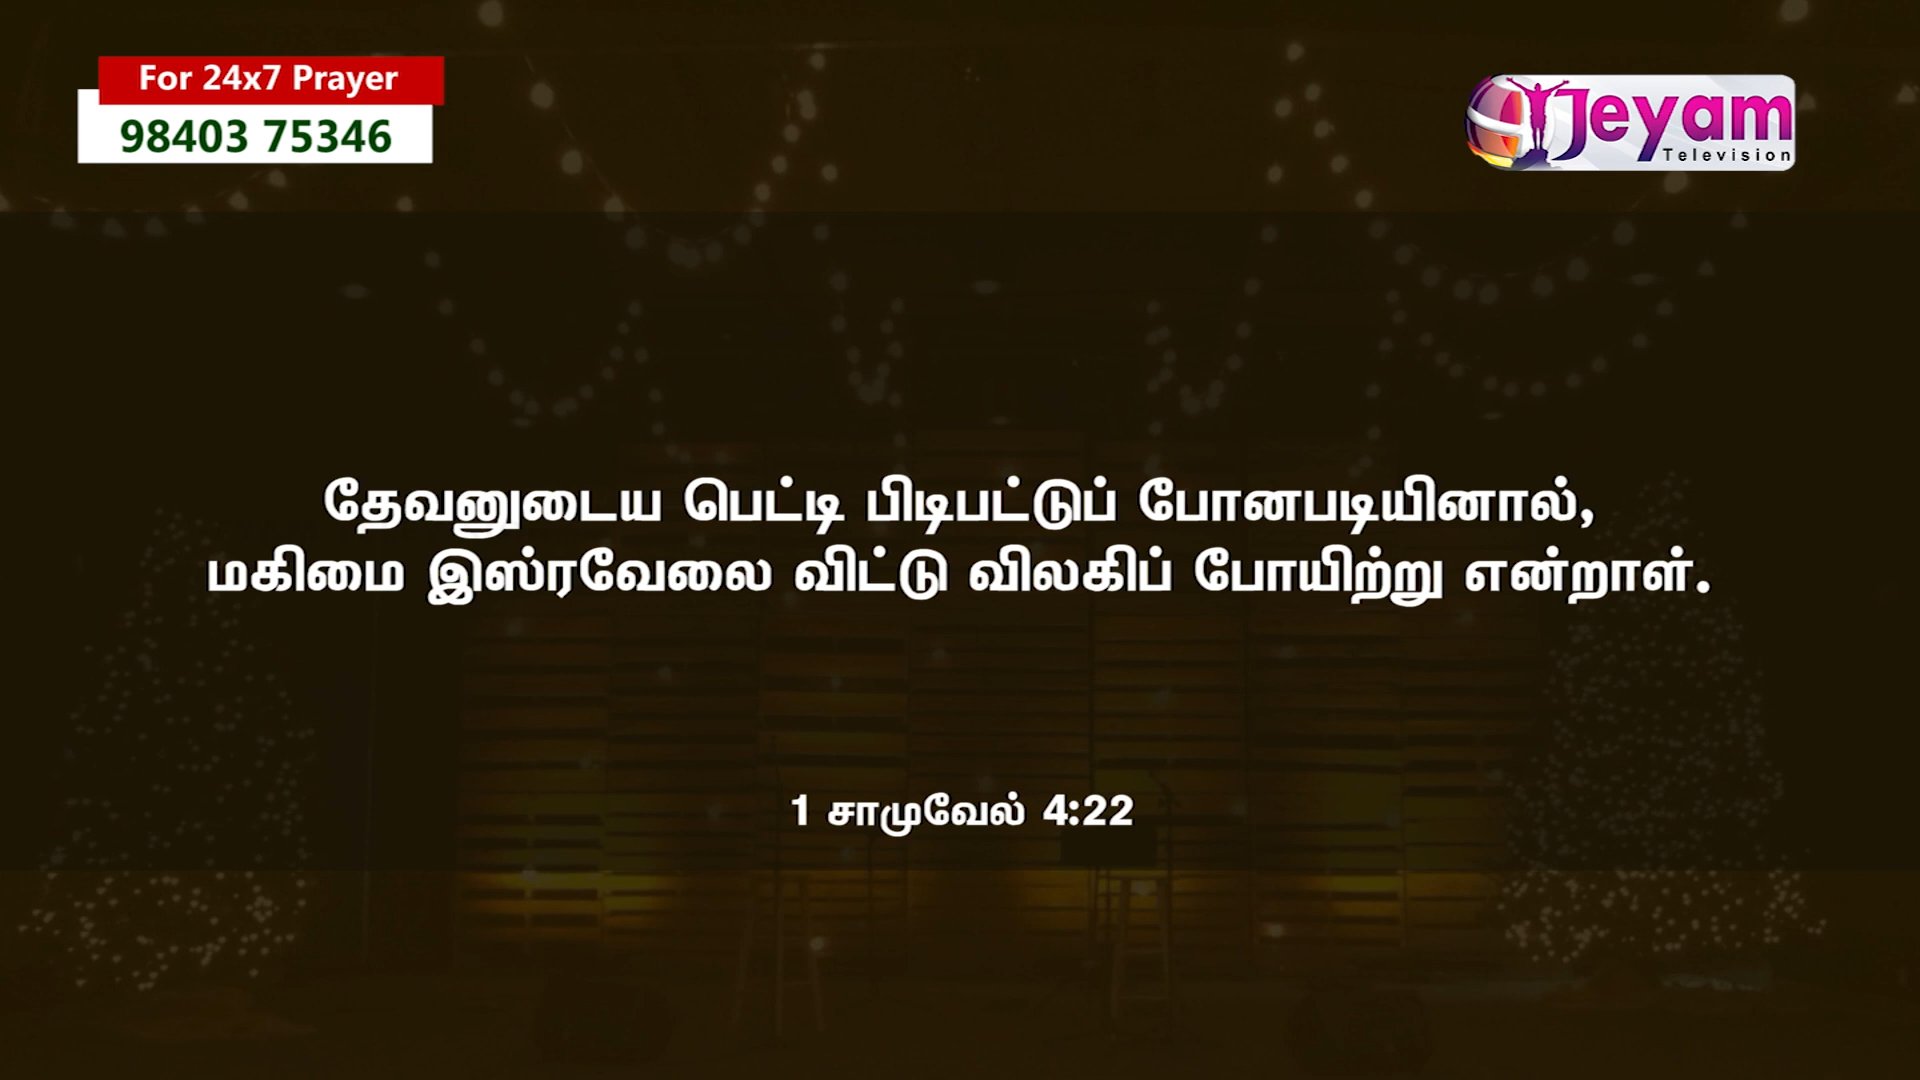 For 24x7 Prayer
98403 75346
Jeyam
Television
தேவனுடைய பெட்டி பிடிபட்டுப் போனபடியினால்,
மகிமை இஸ்ரவேலை விட்டு விலகிப் போயிற்று என்றாள்.
1 சாமுவேல் 4:22